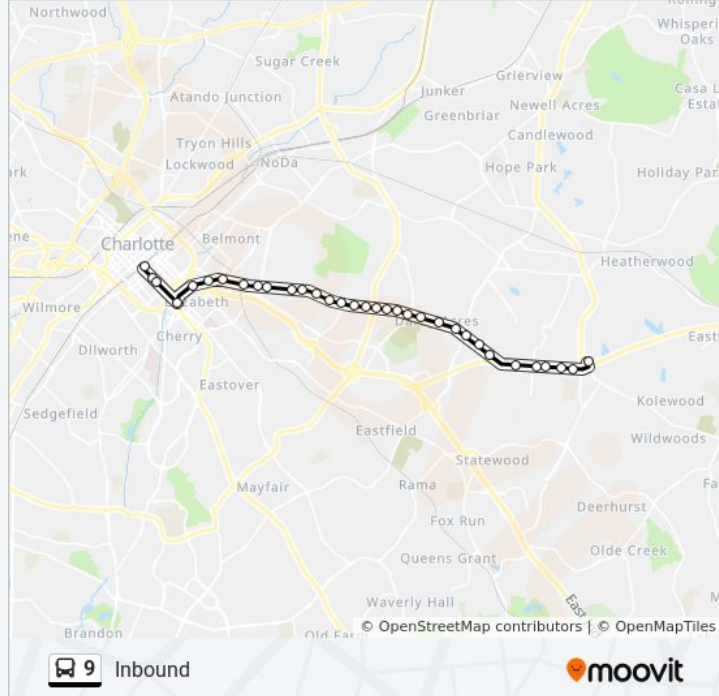 Northwood
Whisperi
Oaks
Sugar Creek
Grierview
Atando Junction
Junker
Newell Acres
Casa L
Esta
Greenbriar
Candlewood
Tryon Hills
Lockwood
NoDa
Hope Park
Holiday Par
ark
ene
Charlotte
Belmont
Heatherwood
Wilmore
Cherry
Dilworth
Eastover
Sedgefield
Kolewood
Wildwoods
Eastfield
Statewood
Mayfair
Rama
Fa
Fox Run
Deerhurst
Olde Creek
Queens Grant
Waverly Hall
M
Brandon
© OpenStreetMap contributors | © OpenMapTiles
9 Inbound
moovit